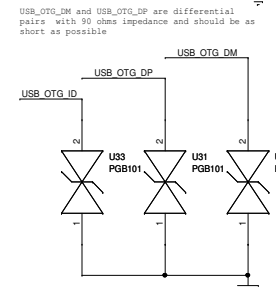 USB_OTG_DM and USB_OTG_DP are differential
pairs with 90 ohms impedance and should be as
short as possible
USB_OTG_DM
USB_OTG_DP
USB_OTG_ID
2
2
2
U33
PGB101
U31
PGB101
1
1
1